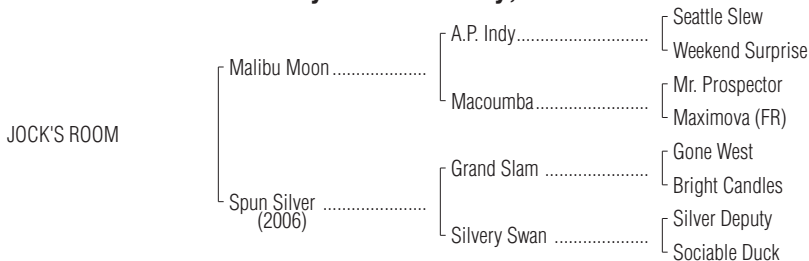 Seattle Slew
A.P. Indy....................................
Weekend Surprise
Malibu Moon .....................
Mr. Prospector
Macoumba...............................
Maximova (FR)
JOCK'S ROOM
Gone West
Grand Slam ............................
Bright Candles
Spun Silver .......................
(2006)
Silver Deputy
Silvery Swan .........................
Sociable Duck